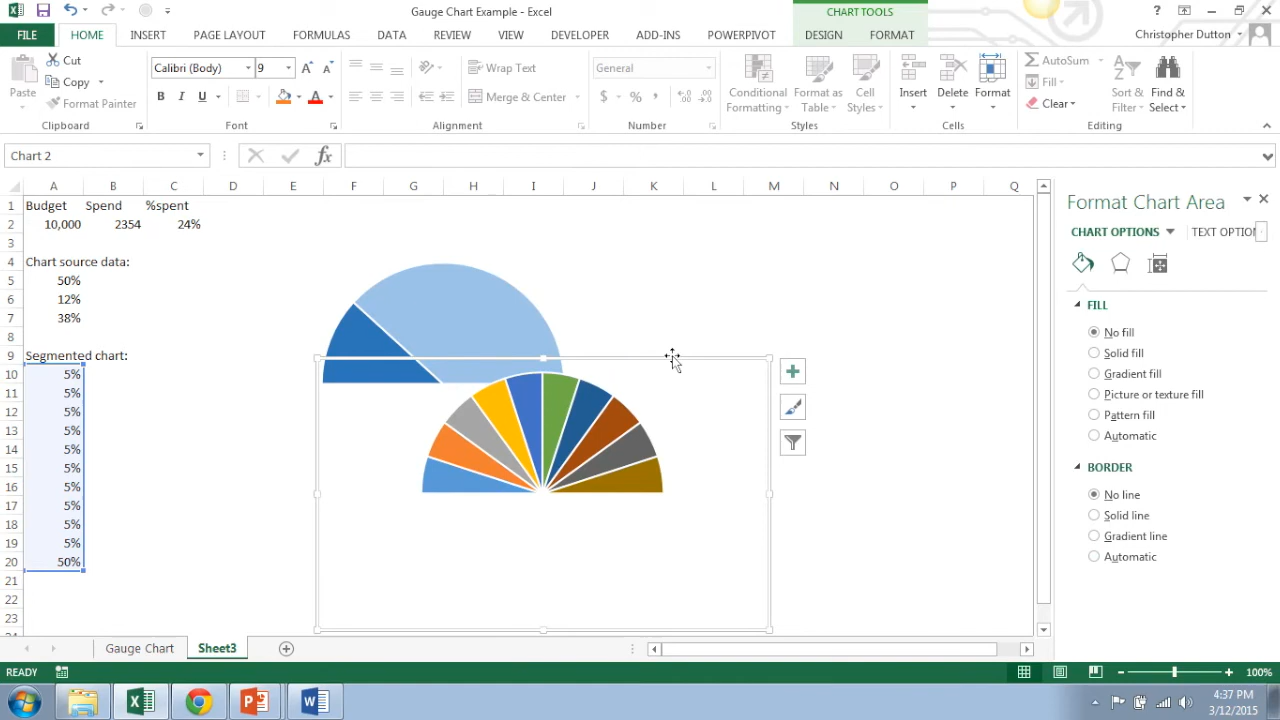 Gauge Chart Example - Excel
CHART TOOLS
?
FILE HOME INSERT PAGE LAYOUT FORMULAS DATA REVIEW VIEW DEVELOPER ADD-INS POWERPIVOT DESIGN FORMAT Christopher Dutton
Paste
Cut
Copy
Format Painter
Clipboard
Calibri (Body) 9
B I U
Font
Wrap Text
Merge & Center
Alignment
General
$ % ,
Number
Conditional Formatting
Format as Table
Cell Styles
Styles
Insert
Delete
Format
Cells
AutoSum
Fill
Clear
Sort & Filter
Find & Select
Editing
Chart 2 fx
A B C D E F G H I J K L M N O P Q
1 Budget Spend %spent
2 10,000 2354 24%
3
4 Chart source data:
5 50%
6 12%
7 38%
8
9 Segmented chart:
10 5%
11 5%
12 5%
13 5%
14 5%
15 5%
16 5%
17 5%
18 5%
19 5%
20 50%
21
22
23
Format Chart Area
CHART OPTIONS TEXT OPTION
FILL
No fill
Solid fill
Gradient fill
Picture or texture fill
Pattern fill
Automatic
BORDER
No line
Solid line
Gradient line
Automatic
Gauge Chart Sheet3
READY 100%
4:37 PM
3/12/2015